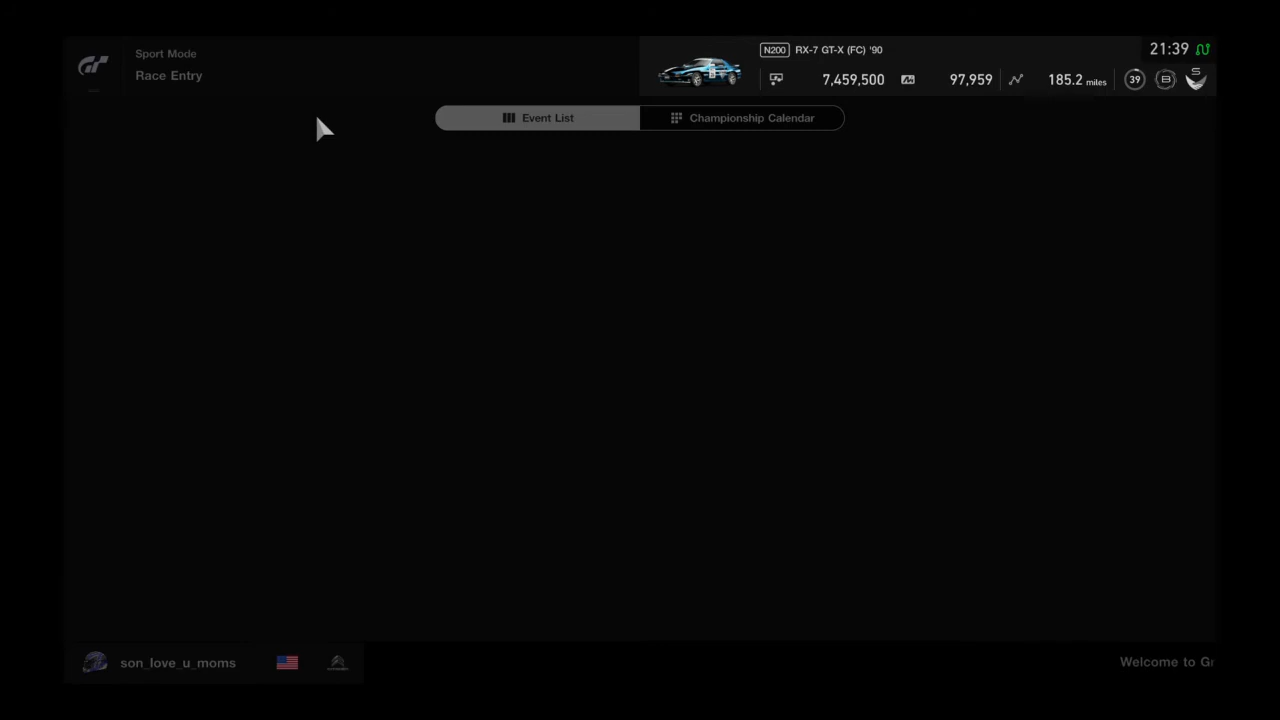 Sport Mode
Race Entry
N200 RX-7 GT-X (FC) '90
21:39
7,459,500
97,959
185.2 miles
39
B
S
Event List
Championship Calendar
son_love_u_moms
Welcome to Gr